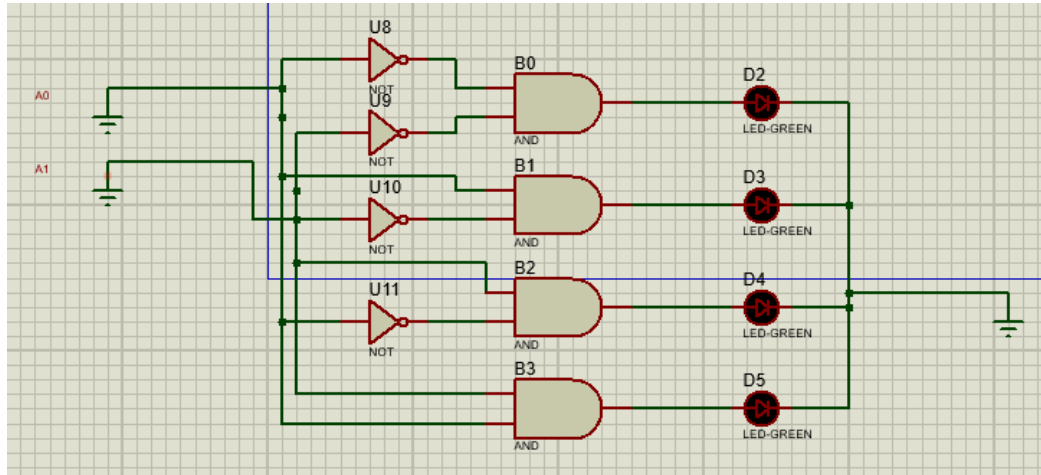 U8
NOT
A0
U9
NOT
A1
U10
NOT
U11
NOT
B0
AND
B1
AND
B2
AND
B3
AND
D2
LED-GREEN
D3
LED-GREEN
D4
LED-GREEN
D5
LED-GREEN